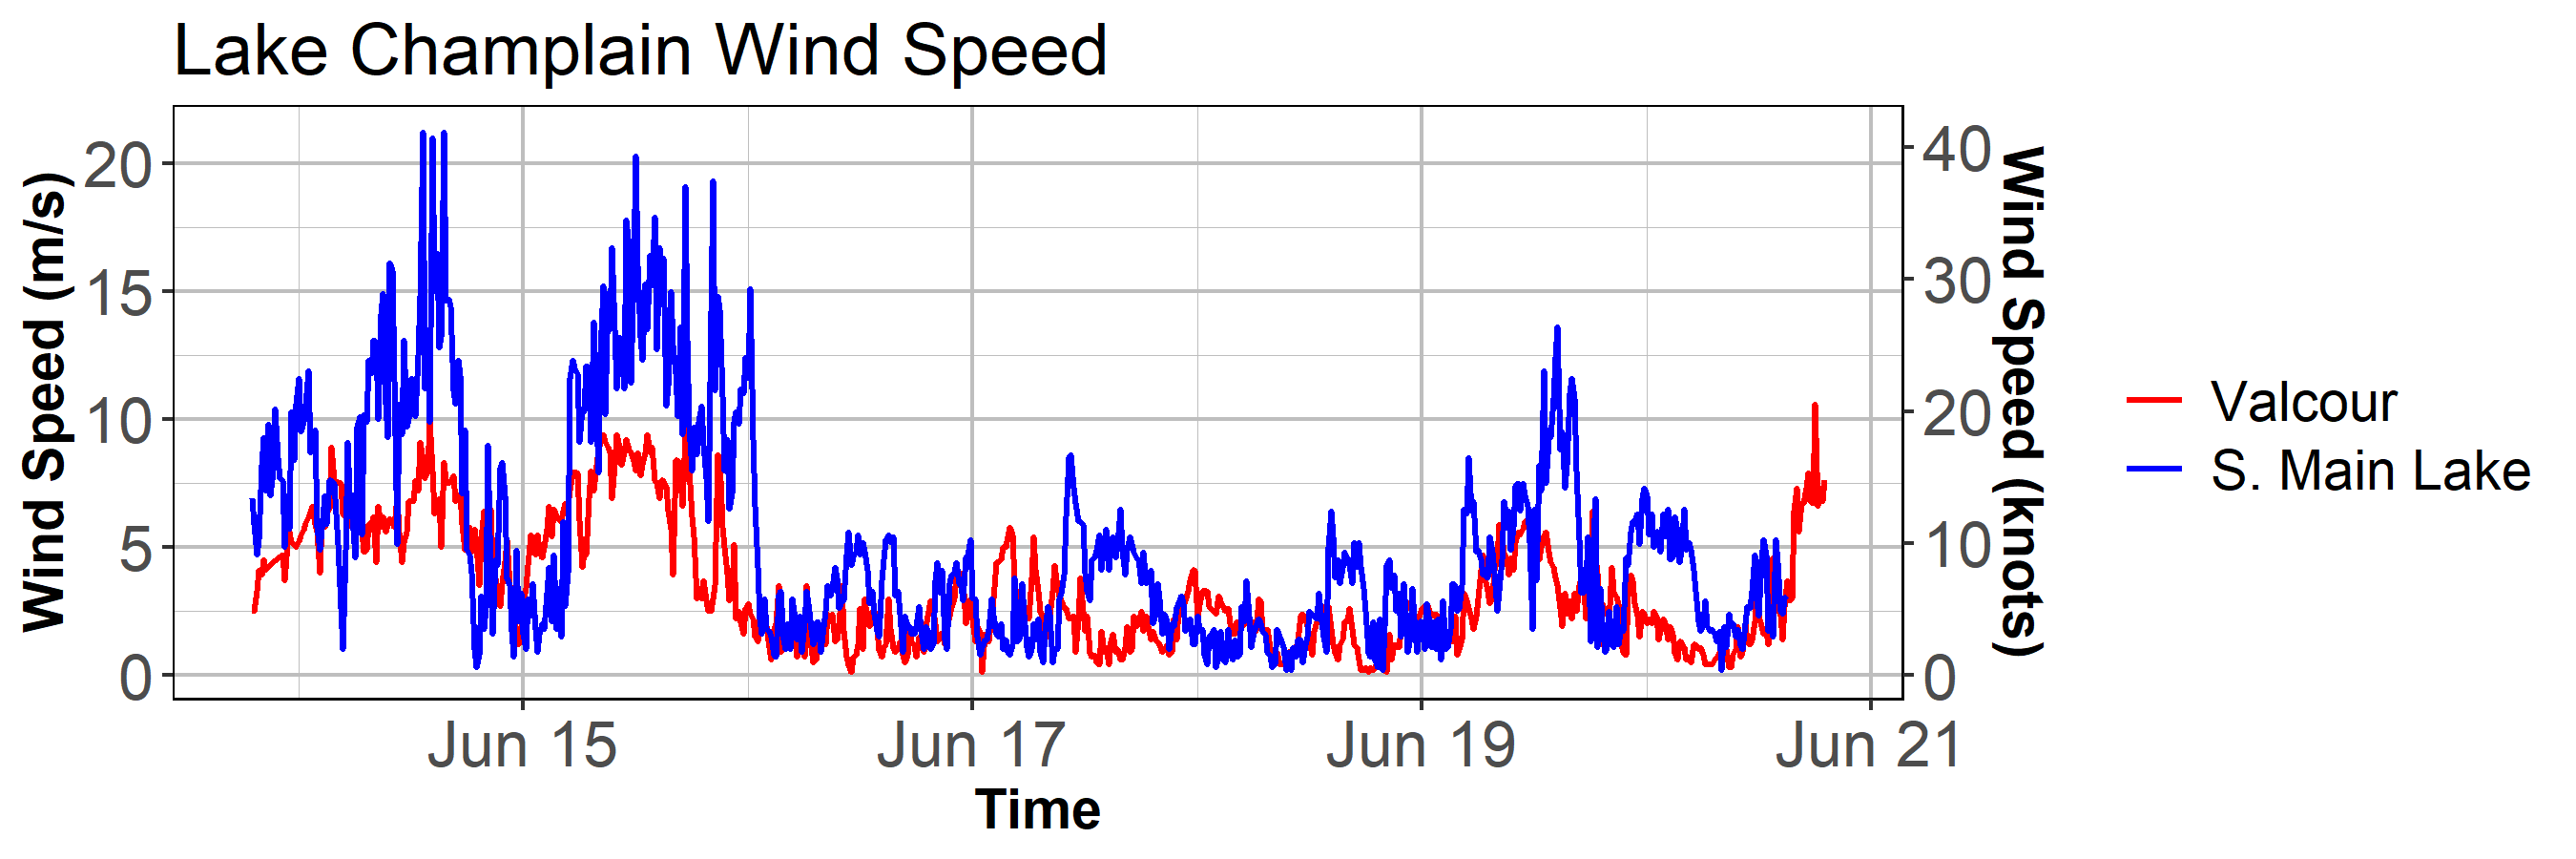 Lake Champlain Wind Speed
Wind Speed (m/s)
20
15
10
5
0
40
30
20
10
0
Wind Speed (knots)
Jun 15
Jun 17
Jun 19
Jun 21
Time
Valcour
S. Main Lake